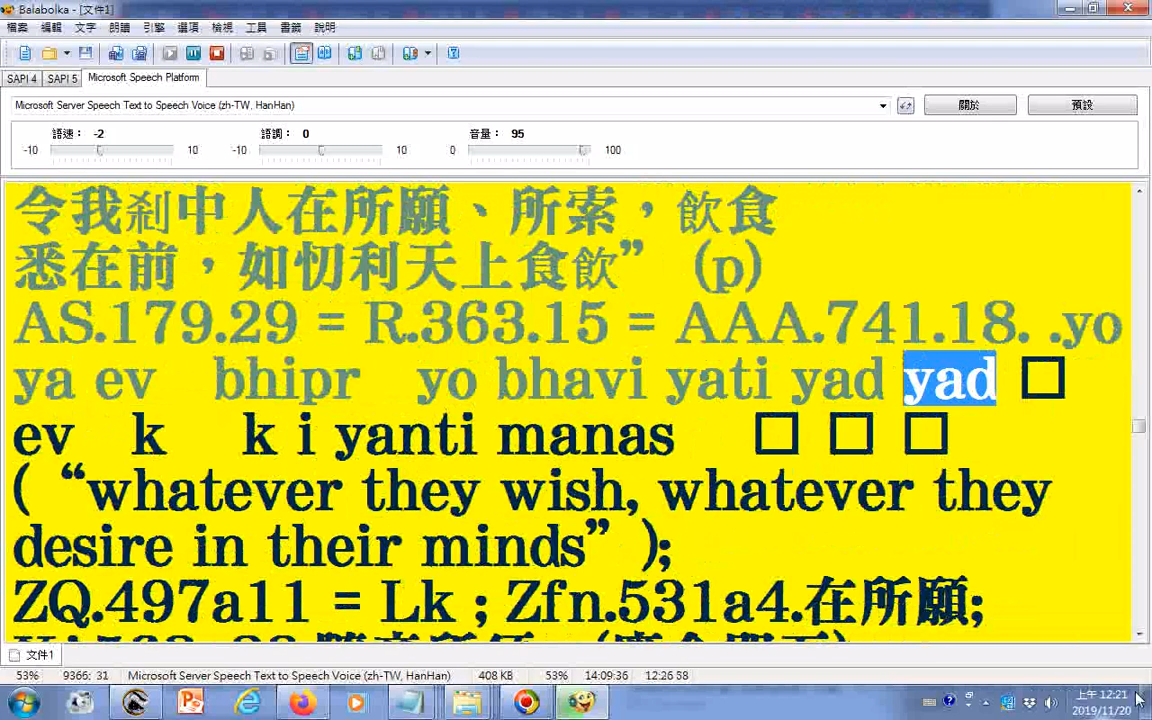 Balabolka - [文件1]
檔案 編輯 文字 朗讀 引擎 選項 檢視 工具 書籤 說明
SAPI 4 SAPI 5 Microsoft Speech Platform
Microsoft Server Speech Text to Speech Voice (zh-TW, HanHan) 關於 預設
語速： -2 語調： 0 音量： 95
-10 10 -10 10 0 100
令我剎中人在所願、所索，飲食
悉在前，如忉利天上食飲” (p)
AS.179.29 = R.363.15 = AAA.741.18. .yo
ya ev bhipr yo bhavi yati yad yad □
ev k k i yanti manas □ □ □
( “whatever they wish, whatever they
desire in their minds” );
ZQ.497a11 = Lk ; Zfn.531a4.在所願;
文件1
53% 9366: 31 Microsoft Server Speech Text to Speech Voice (zh-TW, HanHan) 408 KB 53% 14:09:36 12:26 58
上午 12:21
2019/11/20